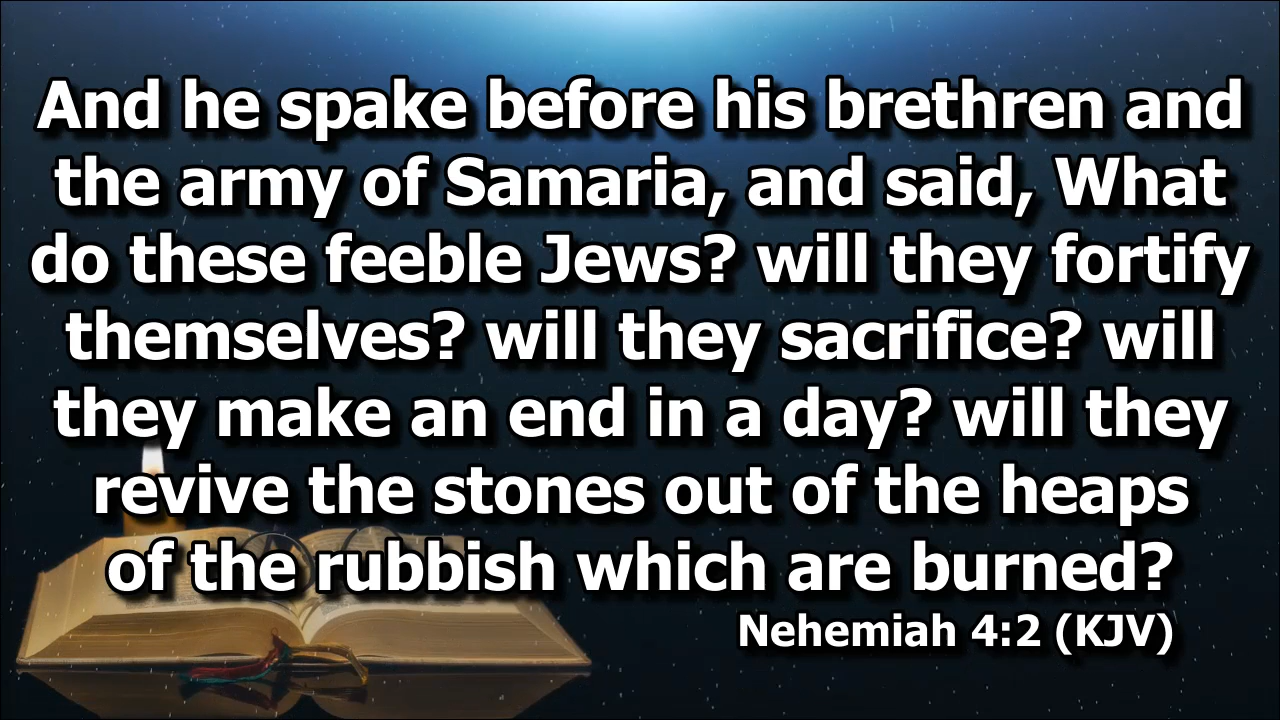 And he spake before his brethren and
the army of Samaria, and said, What
do these feeble Jews? will they fortify
themselves? will they sacrifice? will
they make an end in a day? will they
revive the stones out of the heaps
of the rubbish which are burned?
Nehemiah 4:2 (KJV)